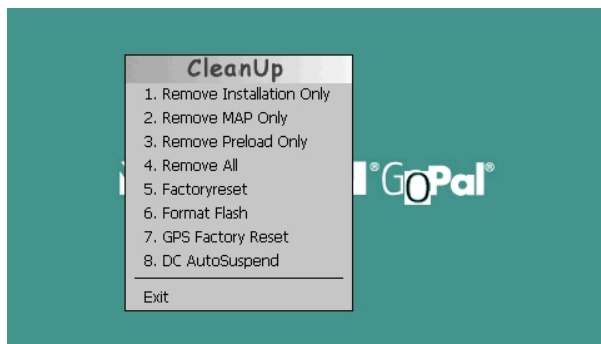 CleanUp
1. Remove Installation Only
2. Remove MAP Only
3. Remove Preload Only
4. Remove All
5. Factoryreset
6. Format Flash
7. GPS Factory Reset
8. DC AutoSuspend
Exit
® GoPal®